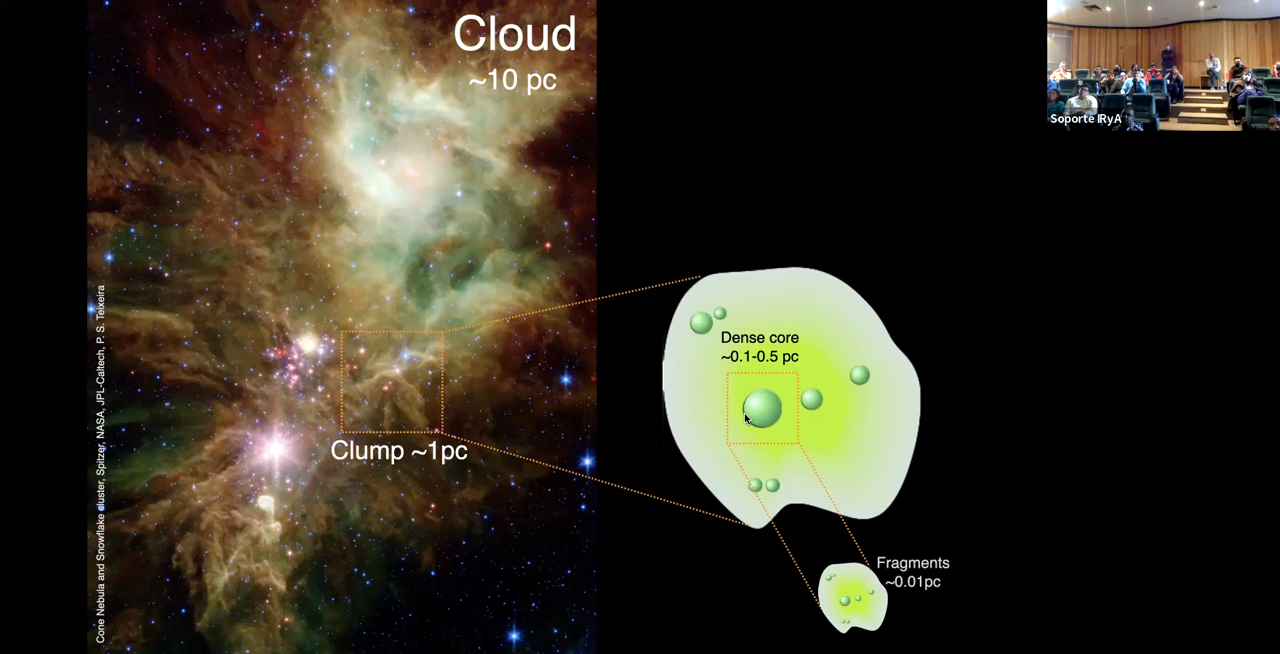 Cloud
~10 pc
Soporte IRyA
Dense core
~0.1-0.5 pc
Clump ~1pc
Fragments
~0.01pc
Cone Nebula and Snowflake cluster, Spitzer, NASA, JPL-Caltech, P. S. Teixeira